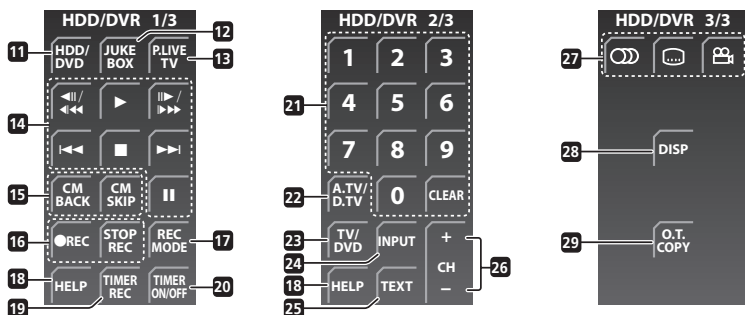 HDD/DVR 1/3
12
11
HDD/
DVD
JUKE
BOX
P.LIVE
TV
13
14
15
CM
BACK
CM
SKIP
16
REC
STOP
REC
REC
MODE
17
18
HELP
TIMER
REC
TIMER
ON/OFF
20
19
HDD/DVR 2/3
1
2
3
21
4
5
6
7
8
9
22
A.TV/
D.TV
0
CLEAR
23
TV/
DVD
INPUT
+
CH
−
26
24
18
HELP
TEXT
25
HDD/DVR 3/3
27
28
DISP
29
O.T.
COPY